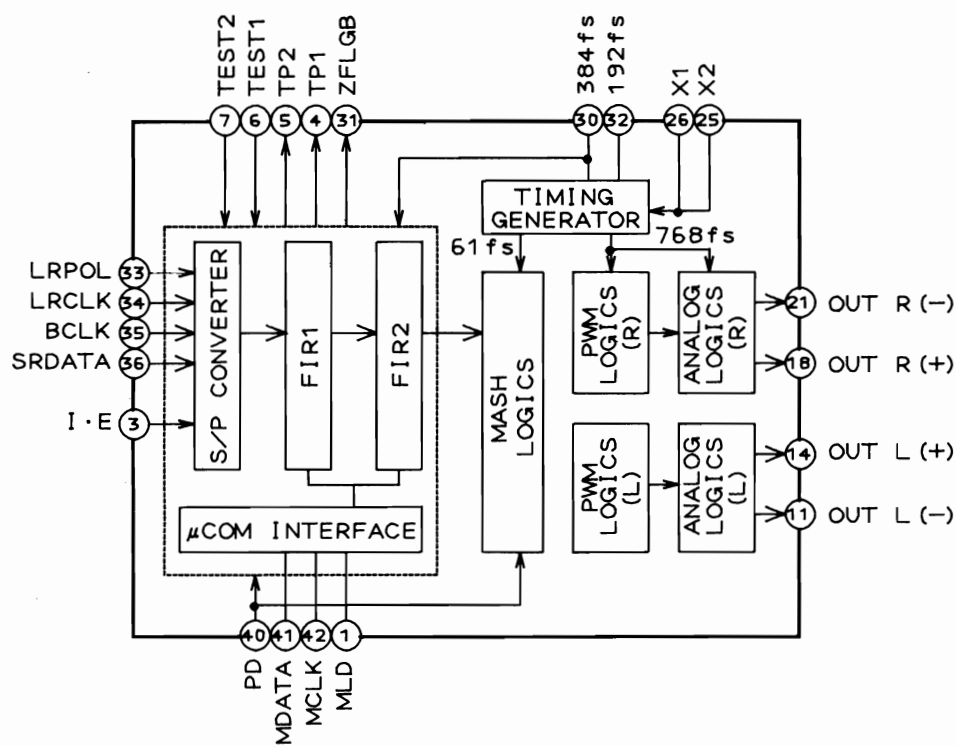 TEST2
TEST1
TP2
TP1
ZFLGB
384fs
192fs
X1
X2
7
6
5
4
31
30
32
26
25
TIMING
GENERATOR
61fs
768fs
LRPOL
33
LRCLK
34
BCLK
35
SRDATA
36
I・E
3
S/P CONVERTER
FIR1
FIR2
MASH
LOGICS
PWM
LOGICS
(R)
ANALOG
LOGICS
(R)
21
OUT R(−)
18
OUT R(+)
PWM
LOGICS
(L)
ANALOG
LOGICS
(L)
14
OUT L(+)
11
OUT L(−)
μCOM INTERFACE
40
41
42
1
PD
MDATA
MCLK
MLD